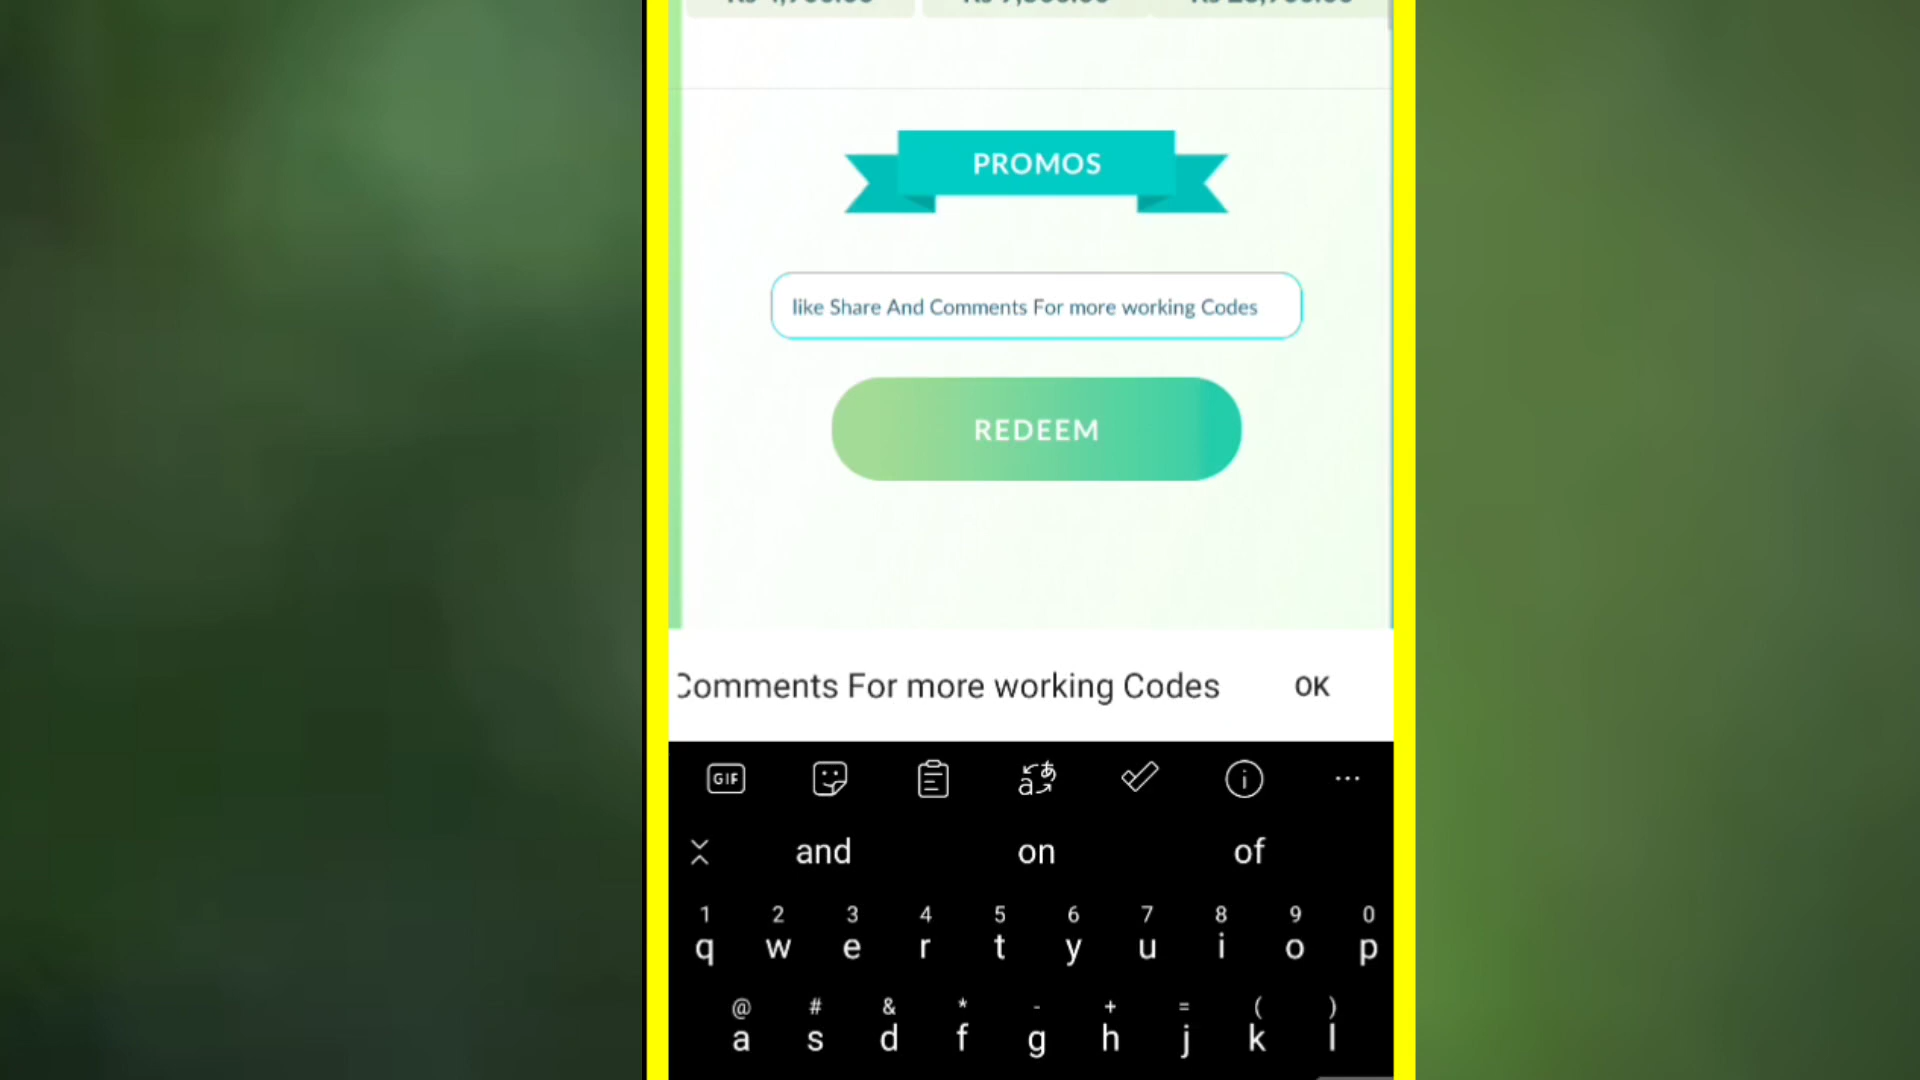 PROMOS
like Share And Comments For more working Codes
REDEEM
Comments For more working Codes OK
GIF
and on of
1 2 3 4 5 6 7 8 9 0
q w e r t y u i o p
@ # & * - + = ( )
a s d f g h j k l